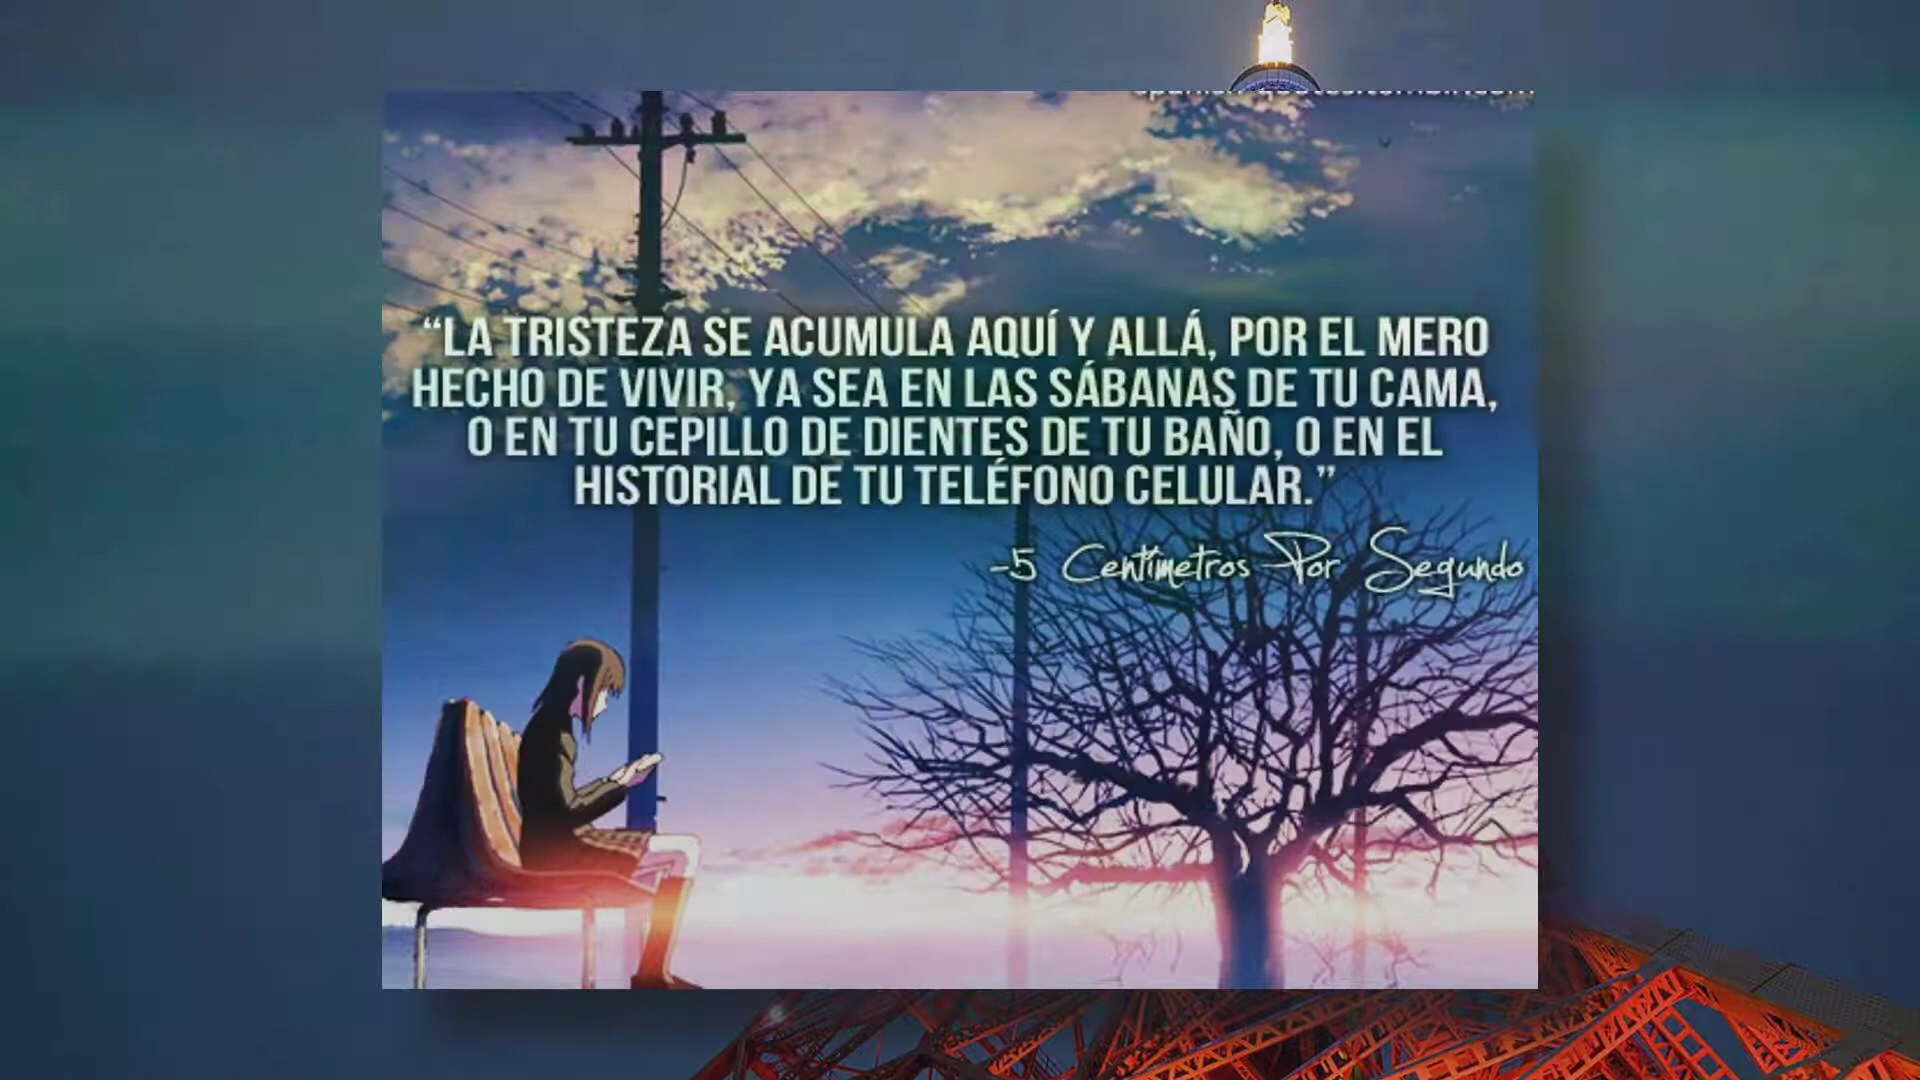 “LA TRISTEZA SE ACUMULA AQUÍ Y ALLÁ, POR EL MERO
HECHO DE VIVIR, YA SEA EN LAS SÁBANAS DE TU CAMA,
O EN TU CEPILLO DE DIENTES DE TU BAÑO, O EN EL
HISTORIAL DE TU TELÉFONO CELULAR.”
-5 Centímetros Por Segundo